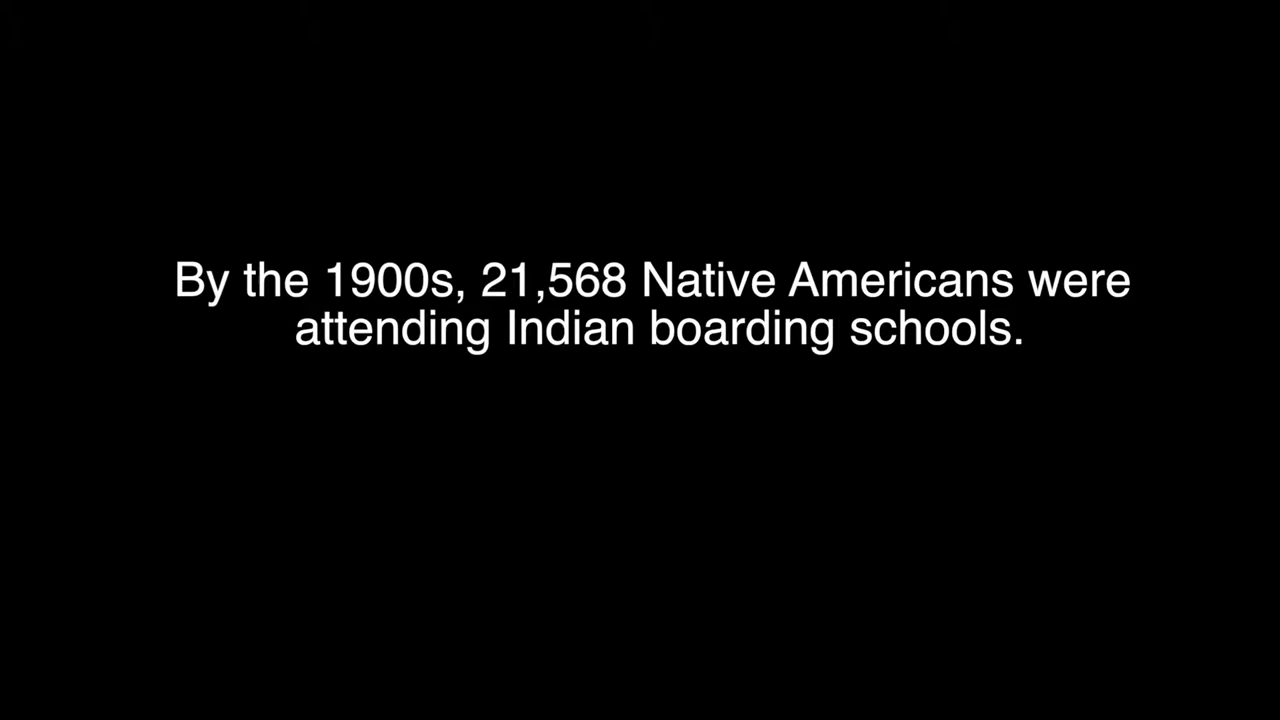 By the 1900s, 21,568 Native Americans were
attending Indian boarding schools.